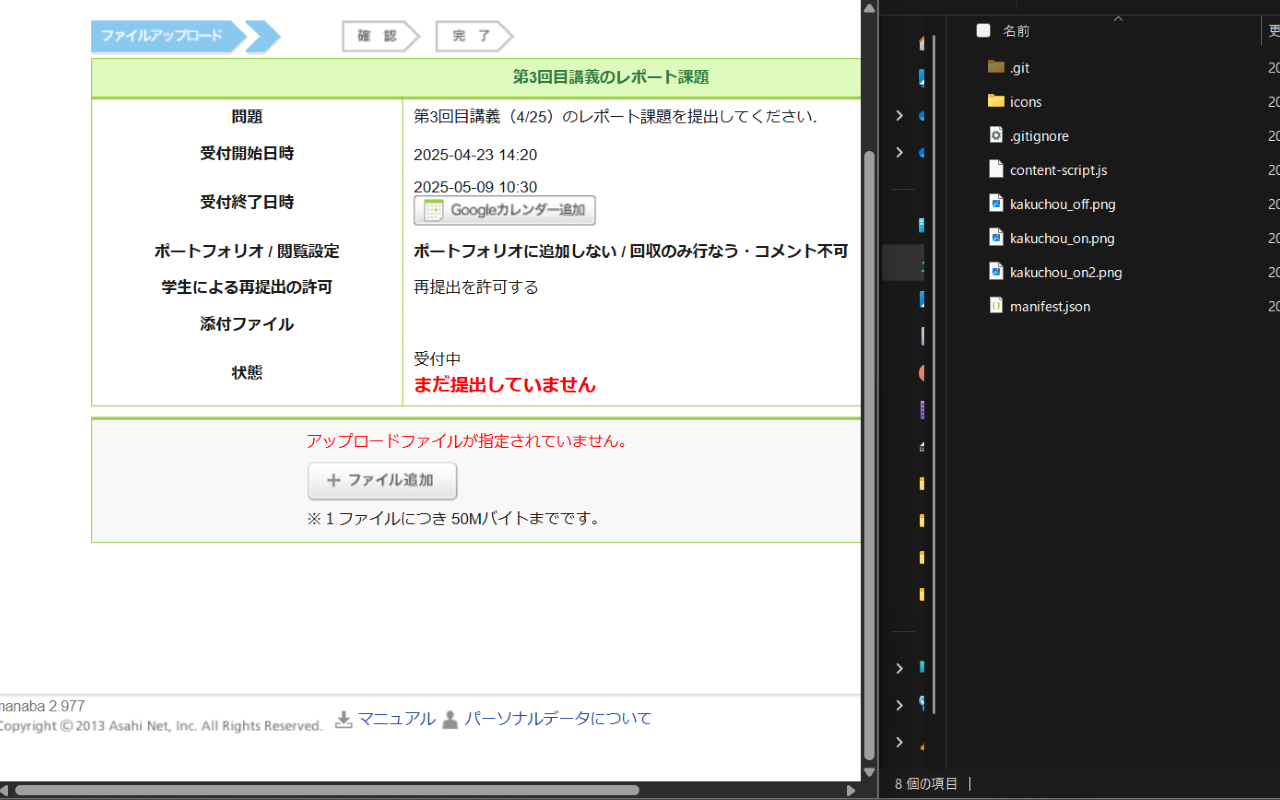 ファイルアップロード
確 認
完 了
第3回目講義のレポート課題
問題
第3回目講義（4/25）のレポート課題を提出してください.
受付開始日時
2025-04-23 14:20
受付終了日時
2025-05-09 10:30
Googleカレンダー追加
ポートフォリオ / 閲覧設定
ポートフォリオに追加しない / 回収のみ行なう・コメント不可
学生による再提出の許可
再提出を許可する
添付ファイル
状態
受付中
まだ提出していません
アップロードファイルが指定されていません。
＋ ファイル追加
※１ファイルにつき 50Mバイトまでです。
manaba 2.977
Copyright © 2013 Asahi Net, Inc. All Rights Reserved.
マニュアル
パーソナルデータについて
名前
更
.git
20
icons
20
.gitignore
20
content-script.js
20
kakuchou_off.png
20
kakuchou_on.png
20
kakuchou_on2.png
20
manifest.json
20
8 個の項目